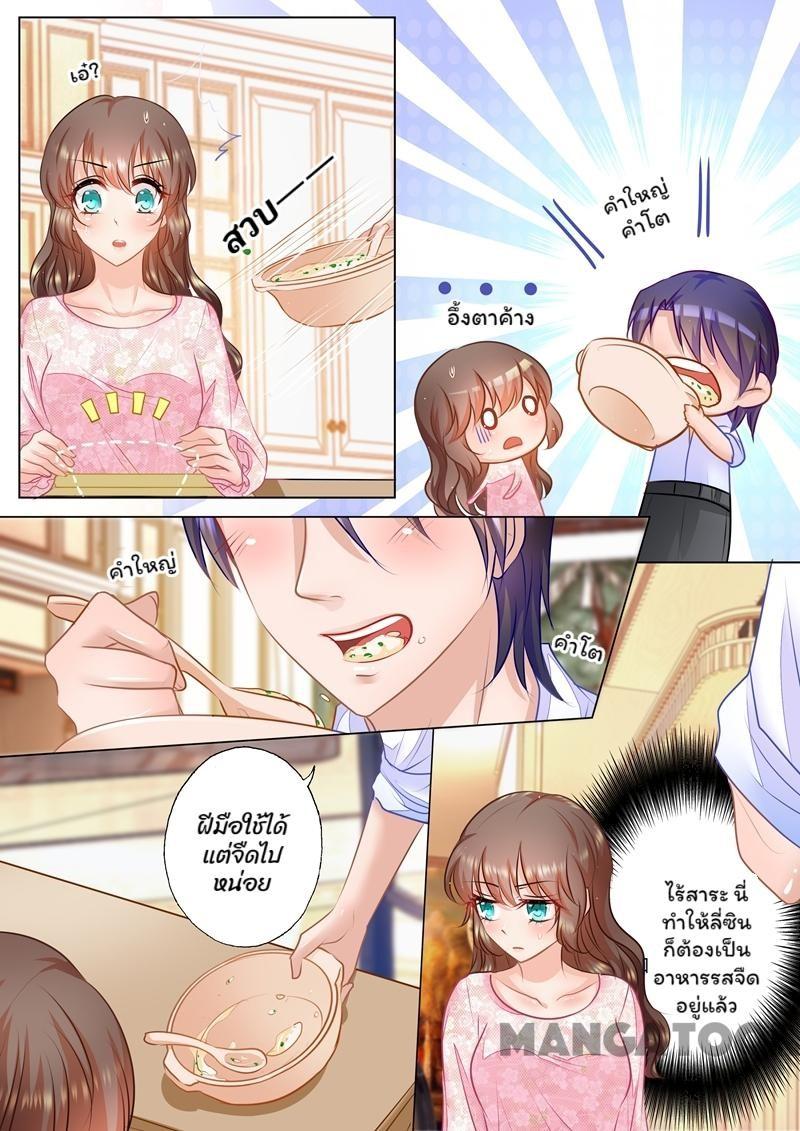 เอ๋?
สวบ——
คำใหญ่
คำโต
อึ้งตาค้าง
คำใหญ่
คำโต
ฝีมือใช้ได้
แต่จืดไป
หน่อย
ไร้สาระ นี่
ทำให้ลี่ซิน
ก็ต้องเป็น
อาหารรสจืด
อยู่แล้ว
MANGATOO